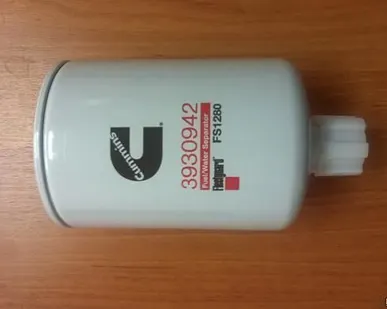 Cummins
3930942
Fuel/Water Separator
Fleetguard FS1280